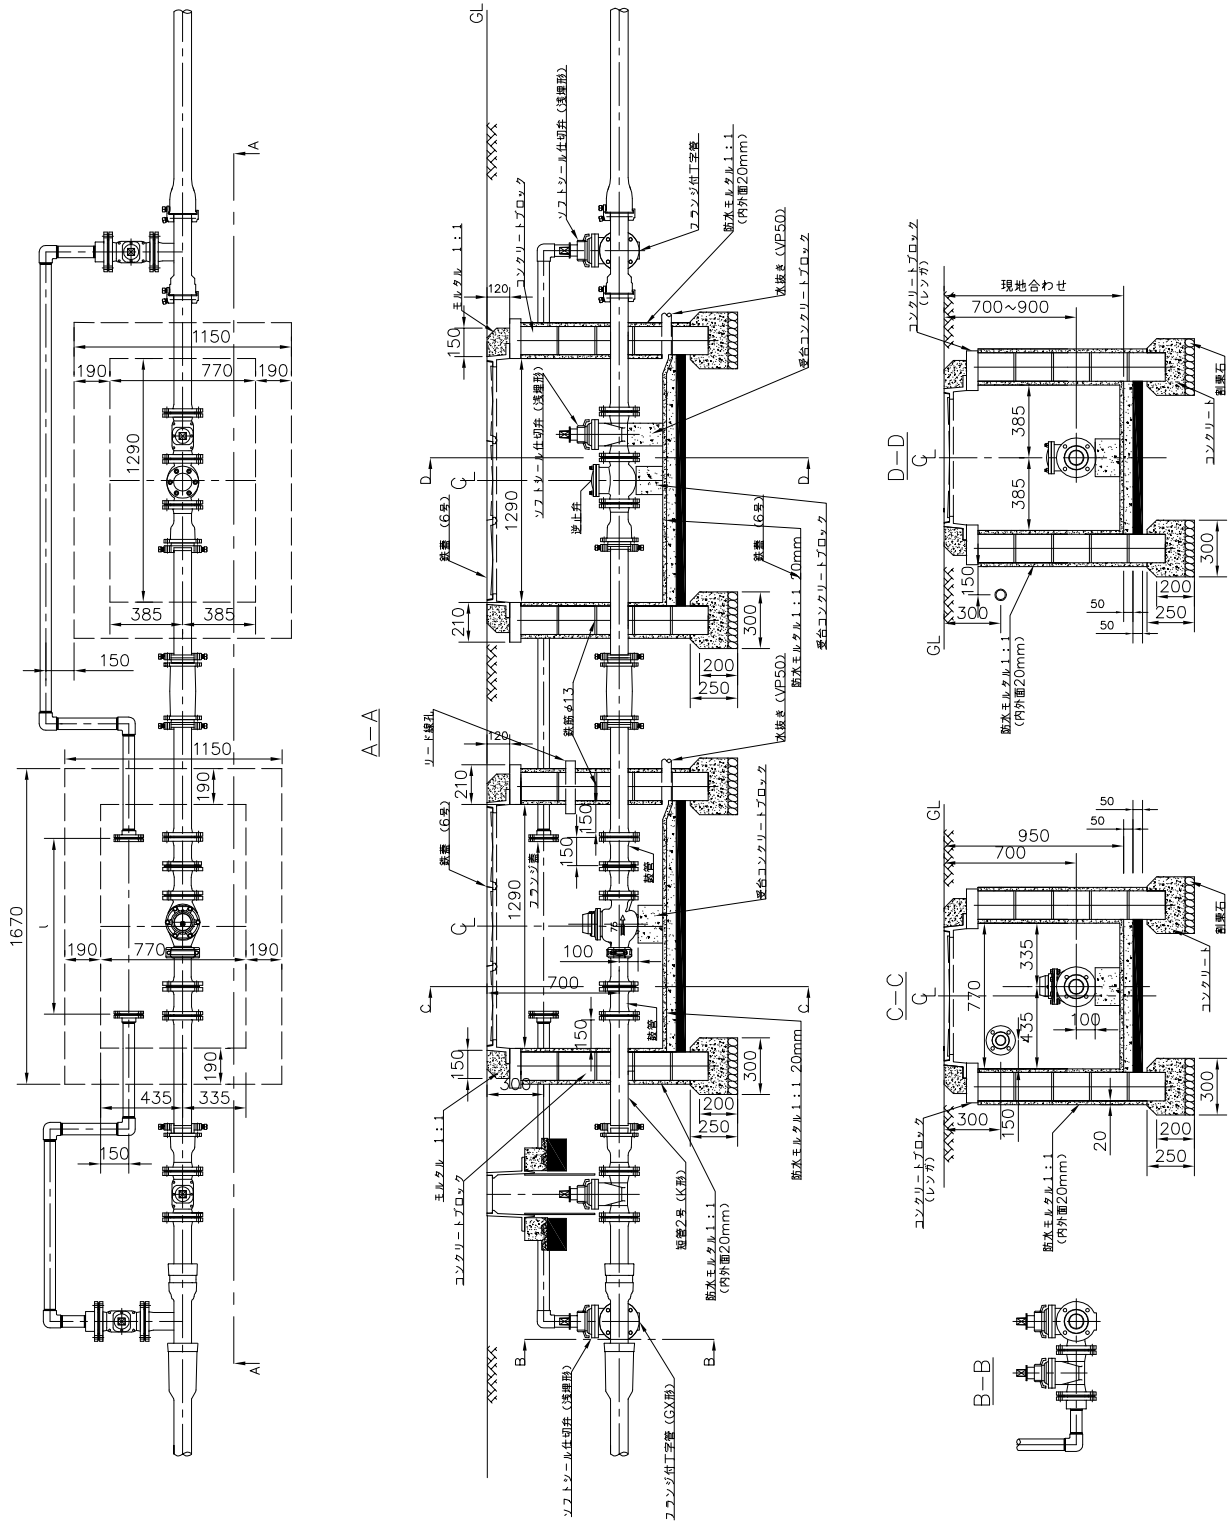 A
1150
190
770
190
1290
385
385
150
1150
190
1670
190
770
190
190
435
335
150
A
A-A
GL
ソフトシール仕切弁（浅埋形）
フランジ付T字管
防水モルタル1：1
（内外面20mm）
コンクリートブロック
モルタル 1：1
120
150
水抜き（VP50）
受台コンクリートブロック
ソフトシール仕切弁（浅埋形）
D
D
CL
1290
逆止弁
鉄蓋 （6号）
鉄蓋 （6号）
受台コンクリートブロック
防水モルタル1：1 20mm
210
300
200
250
鉄筋φ13
水抜き（VP50）
リード線孔
120
210
鉄蓋 （6号）
150
150
フランジ蓋
鼓管
受台コンクリートブロック
1290
CL
100
700
C
C
鼓管
150
150
300
300
200
250
防水モルタル1：1 20mm
モルタル 1：1
コンクリートブロック
短管2号（K形）
防水モルタル1：1
（内外面20mm）
B
B
ソフトシール仕切弁（浅埋形）
フランジ付T字管（GX形）
D-D
CL
コンクリートブロック
（レンガ）
現地合わせ
700~900
385
385
割栗石
コンクリート
300
150
300
50
50
200
250
GL
防水モルタル1：1
（内外面20mm）
C-C
CL
GL
50
50
950
700
335
770
435
100
割栗石
コンクリート
300
300
150
20
200
250
コンクリートブロック
（レンガ）
防水モルタル1：1
（内外面20mm）
B-B